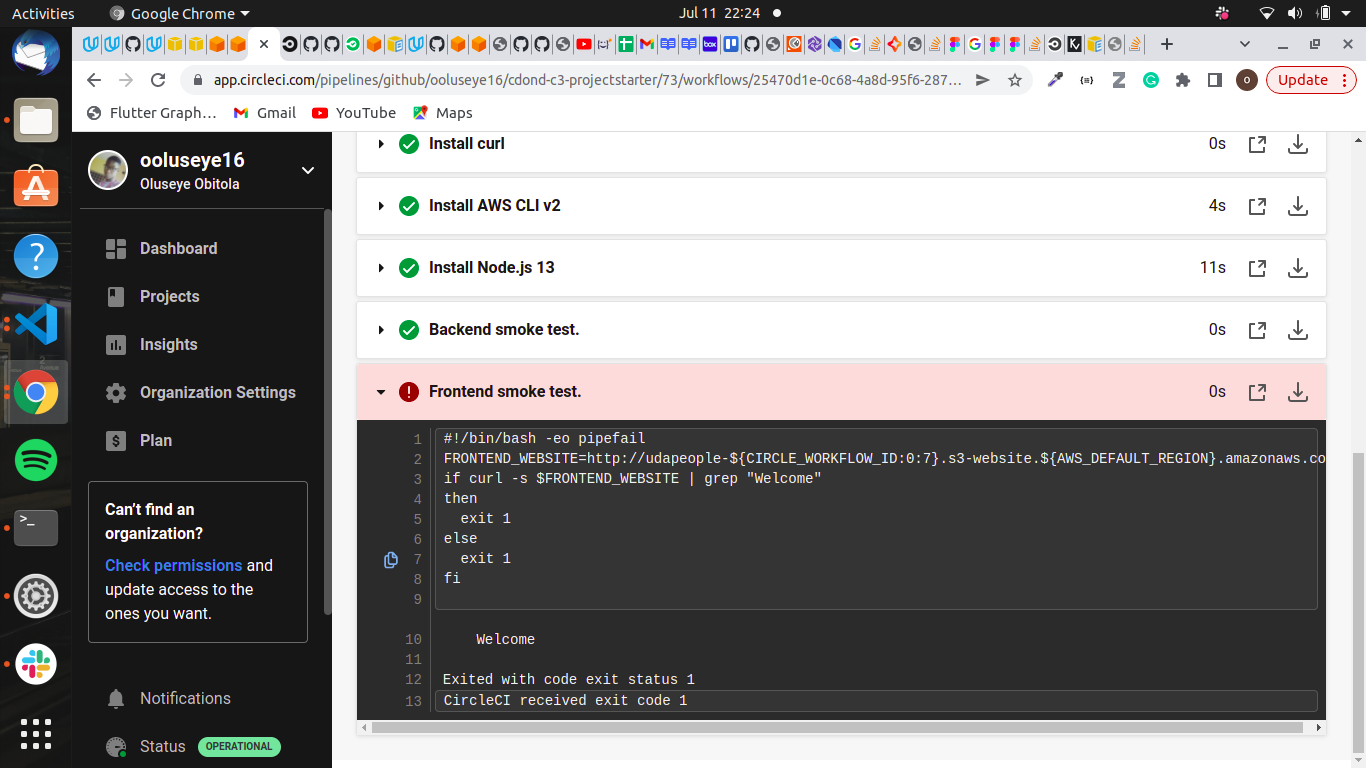 Activities
Google Chrome
Jul 11 22:24
app.circleci.com/pipelines/github/ooluseye16/cdond-c3-projectstarter/73/workflows/25470d1e-0c68-4a8d-95f6-287…
o
Update
Flutter Graph…
Gmail
YouTube
Maps
ooluseye16
Oluseye Obitola
Dashboard
Projects
Insights
Organization Settings
Plan
Can't find an
organization?
Check permissions and
update access to the
ones you want.
Notifications
Status
OPERATIONAL
Install curl
0s
Install AWS CLI v2
4s
Install Node.js 13
11s
Backend smoke test.
0s
Frontend smoke test.
0s
1 #!/bin/bash -eo pipefail
2 FRONTEND_WEBSITE=http://udapeople-${CIRCLE_WORKFLOW_ID:0:7}.s3-website.${AWS_DEFAULT_REGION}.amazonaws.co
3 if curl -s $FRONTEND_WEBSITE | grep "Welcome"
4 then
5 exit 1
6 else
7 exit 1
8 fi
9
10 Welcome
11
12 Exited with code exit status 1
13 CircleCI received exit code 1